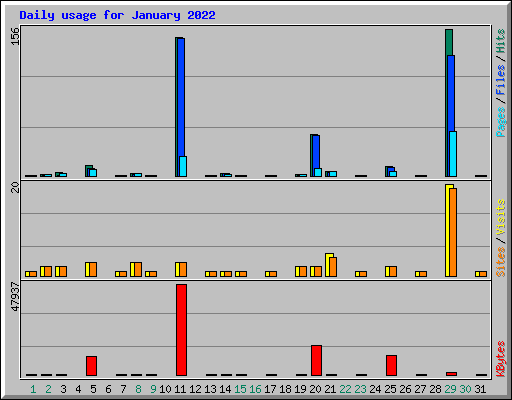 Daily usage for January 2022
156
20
47937
Pages / Files / Hits
Sites / Visits
KBytes
1 2 3 4 5 6 7 8 9 10 11 12 13 14 15 16 17 18 19 20 21 22 23 24 25 26 27 28 29 30 31